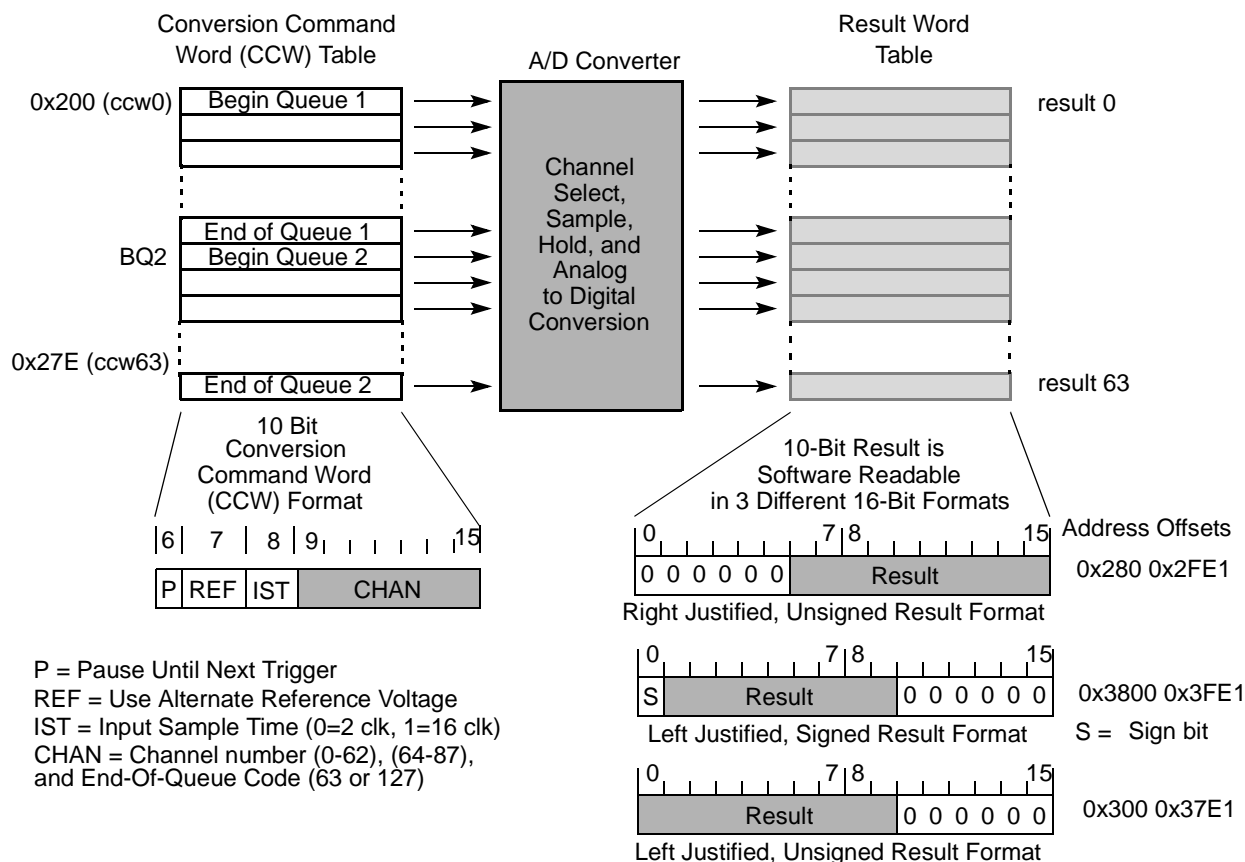 Conversion Command
Word (CCW) Table
Result Word
Table
A/D Converter
0x200 (ccw0)
Begin Queue 1
result 0
Channel
Select,
Sample,
Hold, and
Analog
to Digital
Conversion
End of Queue 1
BQ2
Begin Queue 2
0x27E (ccw63)
End of Queue 2
result 63
10 Bit
Conversion
Command Word
(CCW) Format
6 7 8 9 15
P REF IST CHAN
P = Pause Until Next Trigger
REF = Use Alternate Reference Voltage
IST = Input Sample Time (0=2 clk, 1=16 clk)
CHAN = Channel number (0-62), (64-87),
and End-Of-Queue Code (63 or 127)
10-Bit Result is
Software Readable
in 3 Different 16-Bit Formats
0 7 8 15
Address Offsets
0 0 0 0 0 0 Result
0x280 0x2FE1
Right Justified, Unsigned Result Format
0 7 8 15
S Result 0 0 0 0 0 0
0x3800 0x3FE1
Left Justified, Signed Result Format
S = Sign bit
0 7 8 15
Result 0 0 0 0 0 0
0x300 0x37E1
Left Justified, Unsigned Result Format